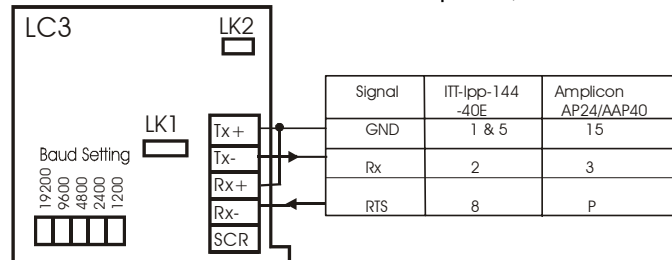 LC3
LK2
LK1
Baud Setting
19200
9600
4800
2400
1200
Tx+
Tx-
Rx+
Rx-
SCR
Signal ITT-Ipp-144 -40E Amplicon AP24/AAP40
GND 1 & 5 15
Rx 2 3
RTS 8 P